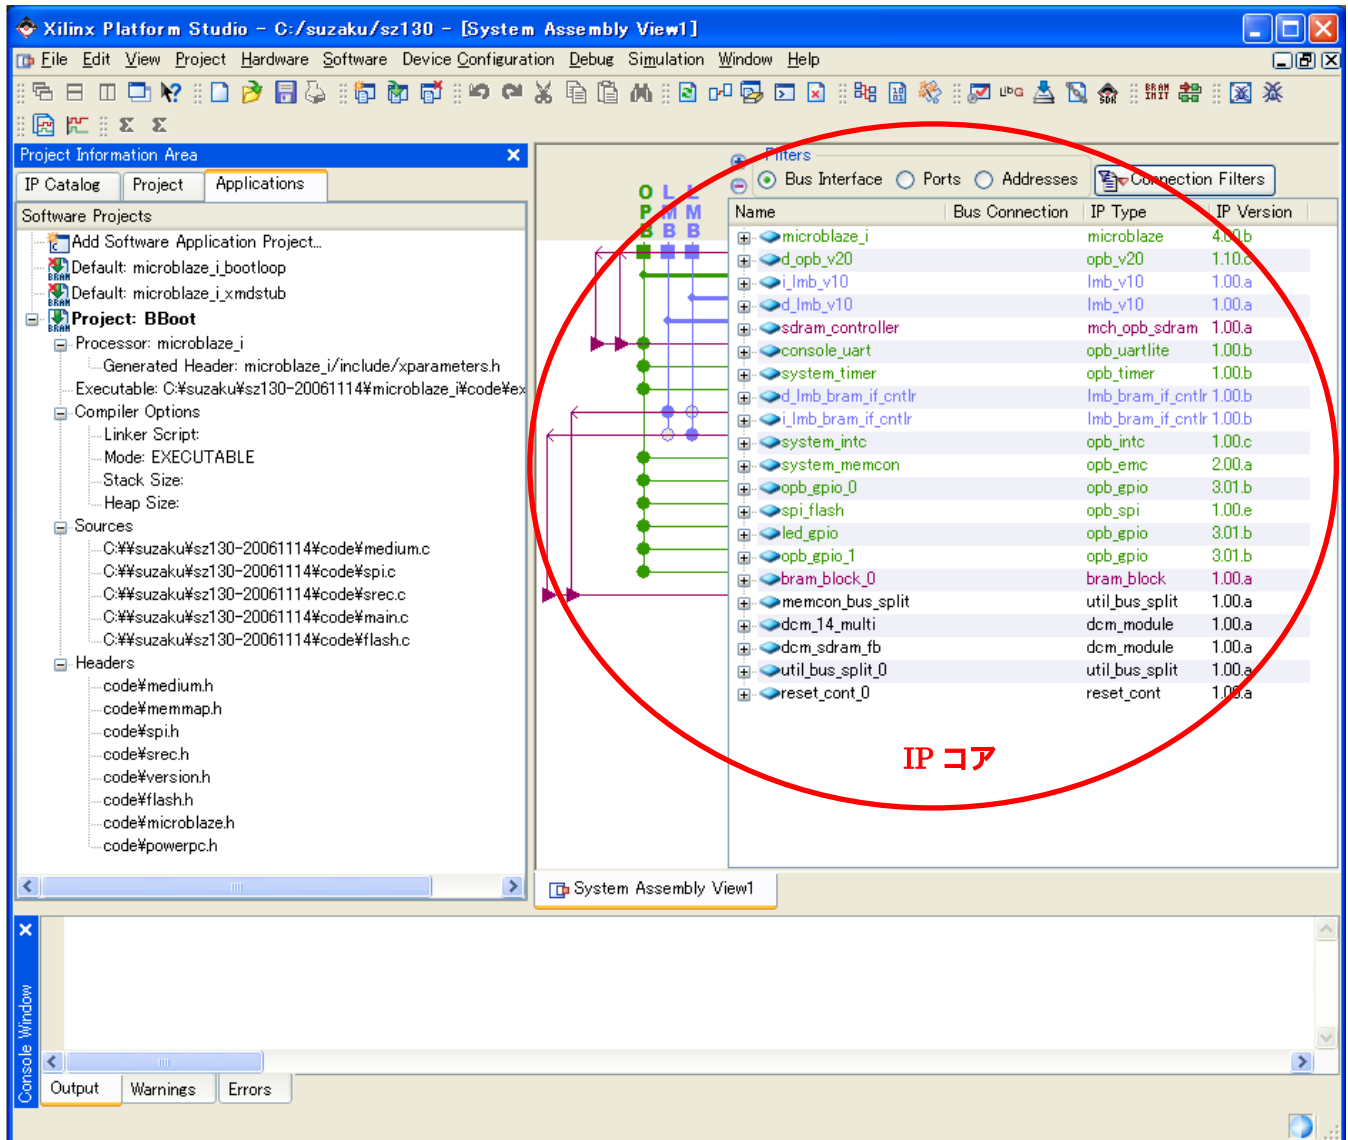 Xilinx Platform Studio - C:/suzaku/sz130 - [System Assembly View1]
File Edit View Project Hardware Software Device Configuration Debug Simulation Window Help
Project Information Area
IP Catalog Project Applications
Software Projects
Add Software Application Project...
Default: microblaze_i_bootloop
Default: microblaze_i_xmdstub
Project: BBoot
Processor: microblaze_i
Generated Header: microblaze_i/include/xparameters.h
Executable: C:¥suzaku¥sz130-20061114¥microblaze_i¥code¥ex
Compiler Options
Linker Script:
Mode: EXECUTABLE
Stack Size:
Heap Size:
Sources
C:¥¥suzaku¥sz130-20061114¥code¥medium.c
C:¥¥suzaku¥sz130-20061114¥code¥spi.c
C:¥¥suzaku¥sz130-20061114¥code¥srec.c
C:¥¥suzaku¥sz130-20061114¥code¥main.c
C:¥¥suzaku¥sz130-20061114¥code¥flash.c
Headers
code¥medium.h
code¥memmap.h
code¥spi.h
code¥srec.h
code¥version.h
code¥flash.h
code¥microblaze.h
code¥powerpc.h
OPB LMB LMB
Filters
Bus Interface Ports Addresses Connection Filters
Name Bus Connection IP Type IP Version
microblaze_i microblaze 4.00.b
d_opb_v20 opb_v20 1.10.c
i_lmb_v10 lmb_v10 1.00.a
d_lmb_v10 lmb_v10 1.00.a
sdram_controller mch_opb_sdram 1.00.a
console_uart opb_uartlite 1.00.b
system_timer opb_timer 1.00.b
d_lmb_bram_if_cntlr lmb_bram_if_cntlr 1.00.b
i_lmb_bram_if_cntlr lmb_bram_if_cntlr 1.00.b
system_intc opb_intc 1.00.c
system_memcon opb_emc 2.00.a
opb_gpio_0 opb_gpio 3.01.b
spi_flash opb_spi 1.00.e
led_gpio opb_gpio 3.01.b
opb_gpio_1 opb_gpio 3.01.b
bram_block_0 bram_block 1.00.a
memcon_bus_split util_bus_split 1.00.a
dcm_14_multi dcm_module 1.00.a
dcm_sdram_fb dcm_module 1.00.a
util_bus_split_0 util_bus_split 1.00.a
reset_cont_0 reset_cont 1.00.a
IP コア
System Assembly View1
Console Window
Output Warnings Errors